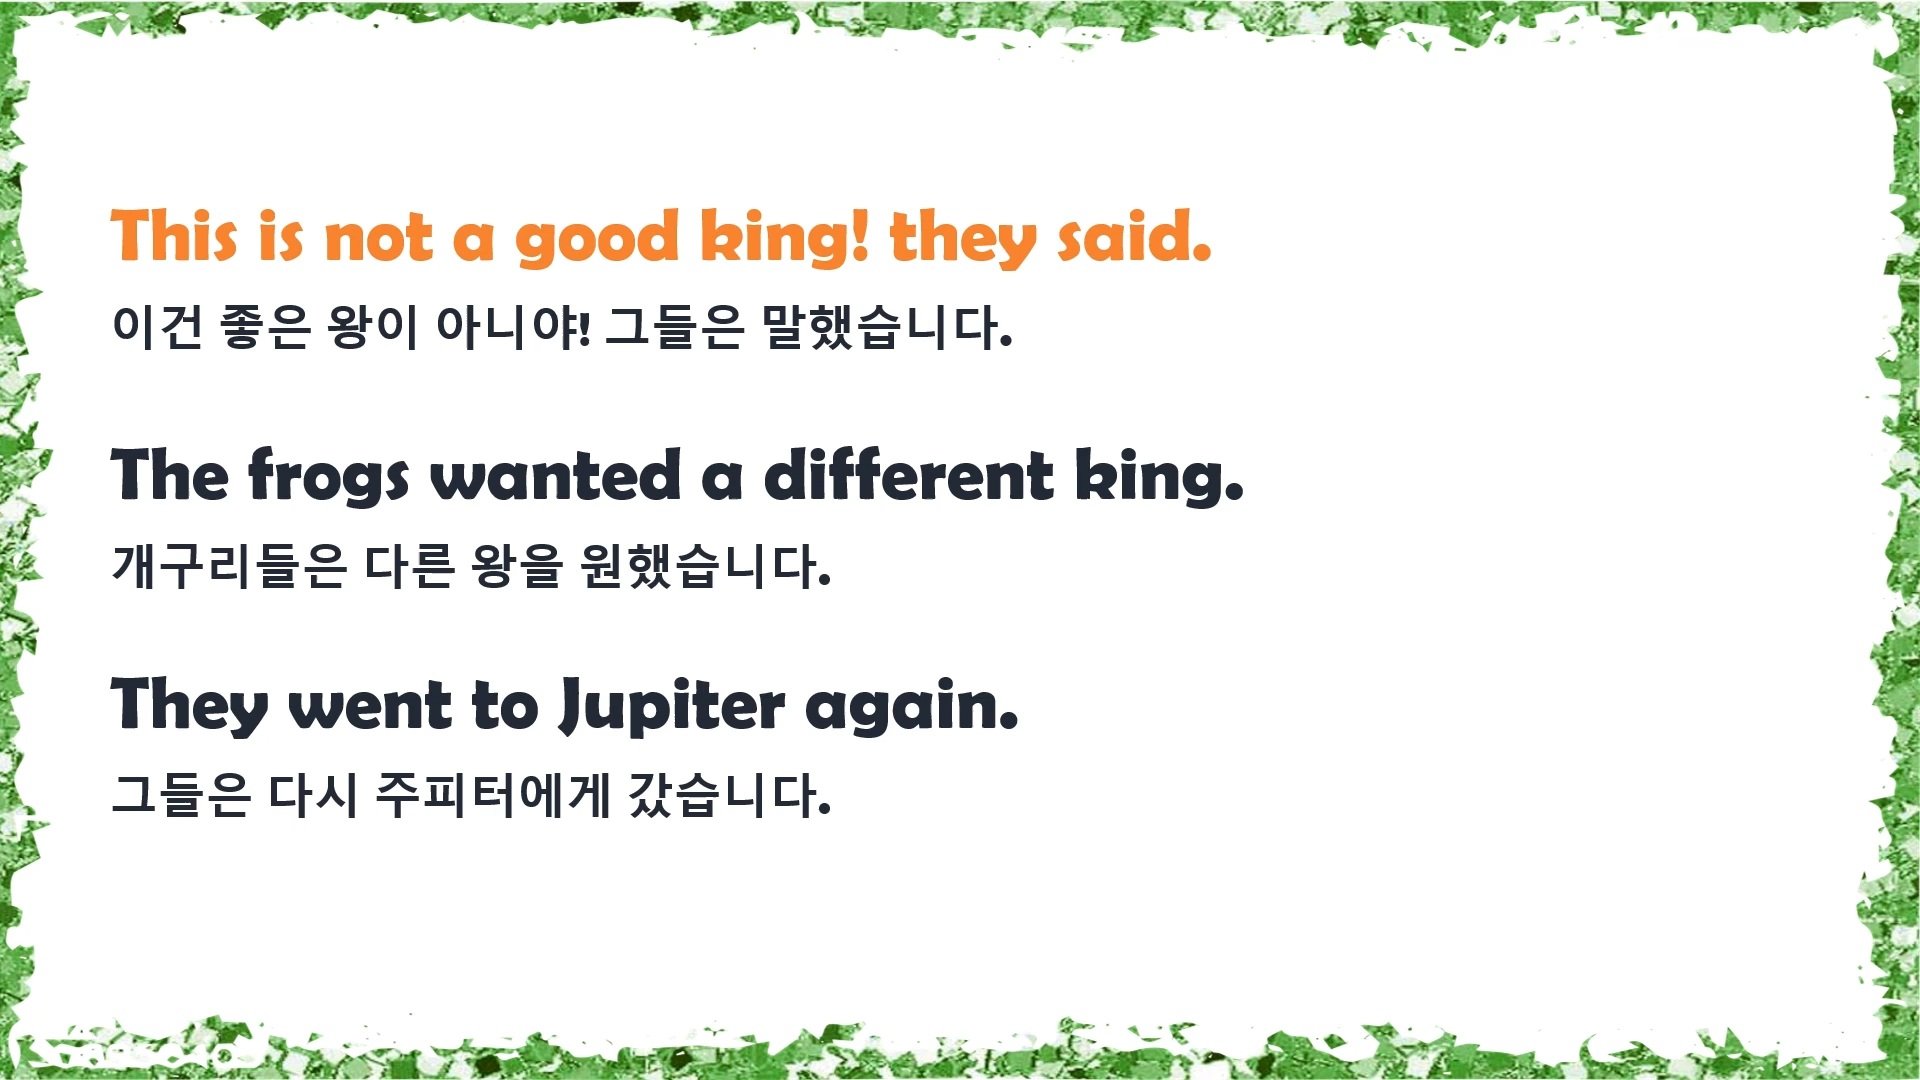 This is not a good king! they said.
이건 좋은 왕이 아니야! 그들은 말했습니다.
The frogs wanted a different king.
개구리들은 다른 왕을 원했습니다.
They went to Jupiter again.
그들은 다시 주피터에게 갔습니다.